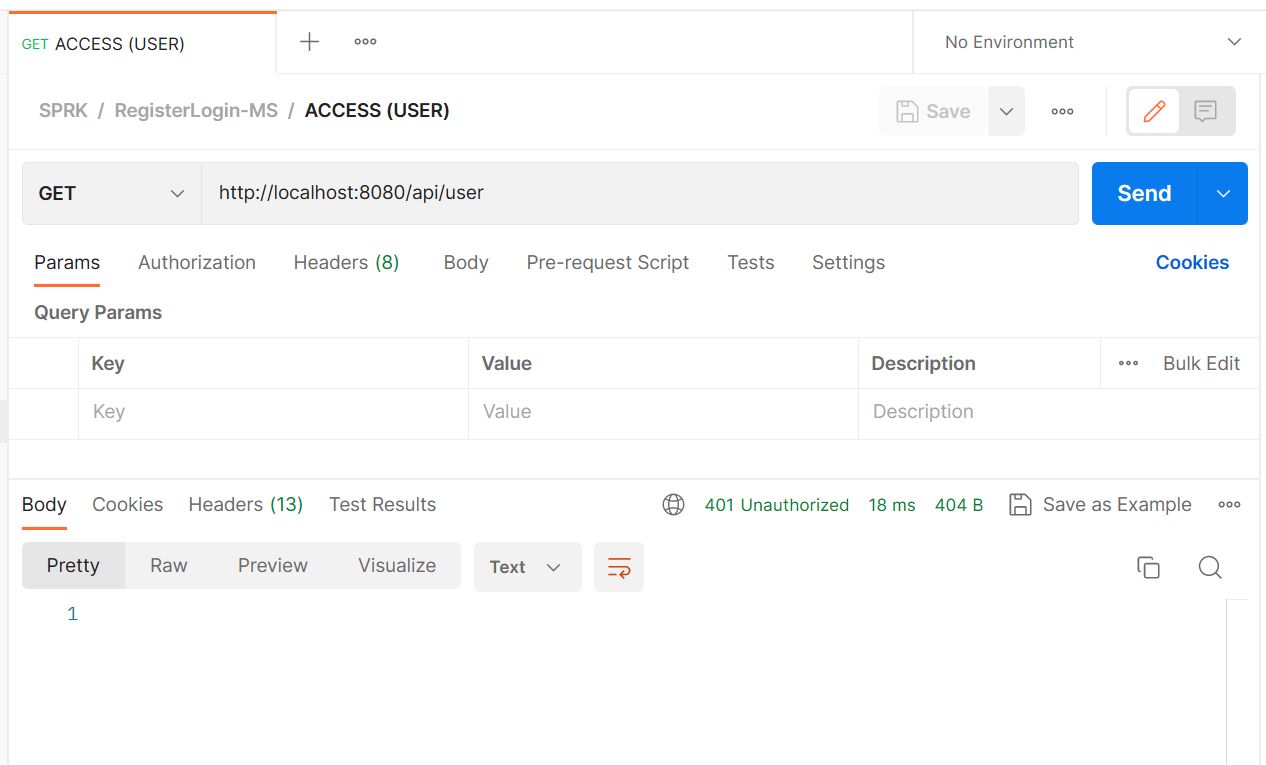 GET ACCESS (USER)
No Environment
SPRK / RegisterLogin-MS / ACCESS (USER)
Save
GET
http://localhost:8080/api/user
Send
Params Authorization Headers (8) Body Pre-request Script Tests Settings Cookies
Query Params
Key Value Description Bulk Edit
Key Value Description
Body Cookies Headers (13) Test Results 401 Unauthorized 18 ms 404 B Save as Example
Pretty Raw Preview Visualize Text
1